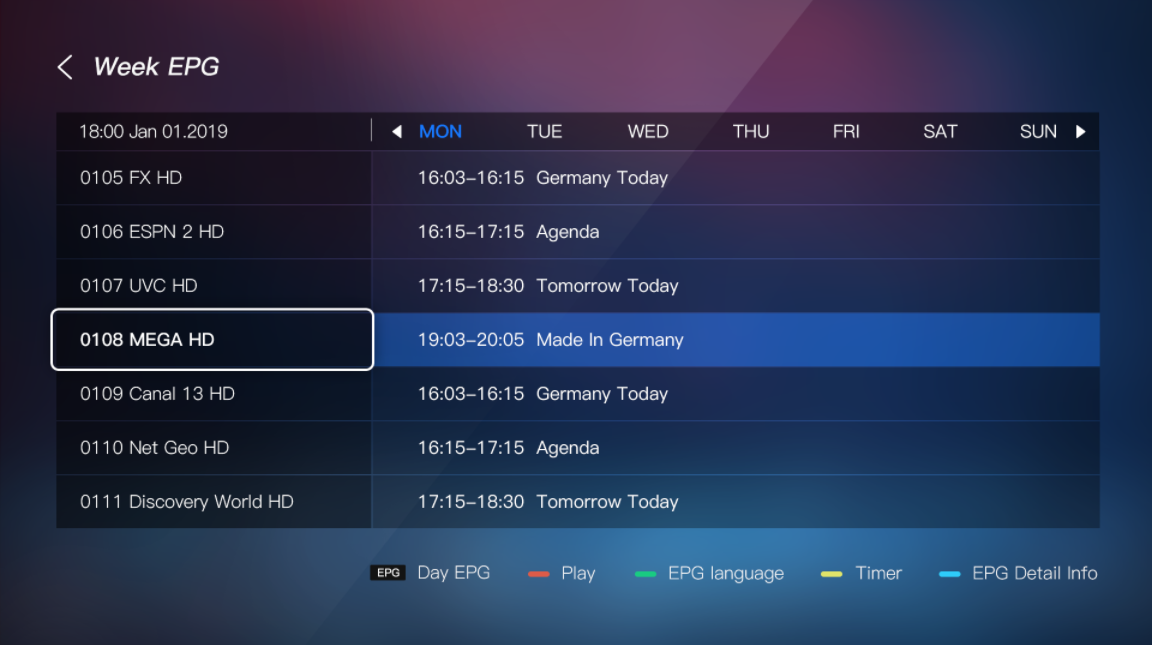 Week EPG
18:00 Jan 01.2019 MON TUE WED THU FRI SAT SUN
0105 FX HD 16:03–16:15 Germany Today
0106 ESPN 2 HD 16:15–17:15 Agenda
0107 UVC HD 17:15–18:30 Tomorrow Today
0108 MEGA HD 19:03–20:05 Made In Germany
0109 Canal 13 HD 16:03–16:15 Germany Today
0110 Net Geo HD 16:15–17:15 Agenda
0111 Discovery World HD 17:15–18:30 Tomorrow Today
EPG Day EPG Play EPG language Timer EPG Detail Info